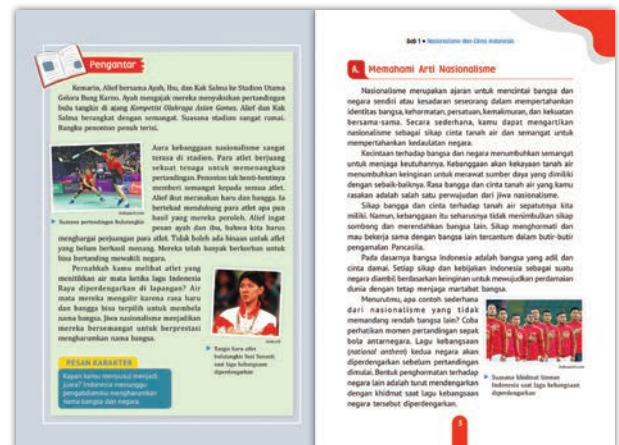 Pengantar
Kemarin, Alief bersama Ayah, Ibu, dan Kak Salma ke Stadion Utama
Gelora Bung Karno. Ayah mengajak mereka menyaksikan pertandingan
bulu tangkis di ajang Kompetisi Olahraga Asian Games. Alief dan Kak
Salma berangkat dengan semangat. Suasana stadion sangat ramai.
Bangku penonton penuh terisi.
Aura kebanggaan nasionalisme sangat
terasa di stadion. Para atlet berjuang
sekuat tenaga untuk memenangkan
pertandingan. Penonton tak henti-hentinya
memberi semangat kepada semua atlet.
Alief ikut merasakan haru dan bangga. Ia
bertekad mendukung para atlet apa pun
hasil yang mereka peroleh. Alief ingat
pesan ayah dan ibu, bahwa kita harus
Suasana pertandingan bulutangkis
menghargai perjuangan para atlet. Tidak boleh ada hinaan untuk atlet
yang belum berhasil menang. Mereka telah banyak berkorban untuk
bisa bertanding mewakili negara.
Pernahkah kamu melihat atlet yang
menitikkan air mata ketika lagu Indonesia
Raya diperdengarkan di lapangan? Air
mata mereka mengalir karena rasa haru
dan bangga bisa terpilih untuk membela
nama bangsa. Jiwa nasionalisme menjadikan
mereka bersemangat untuk berprestasi
mengharumkan nama bangsa.
Tangis haru atlet
bulutangkis Susi Susanti
saat lagu kebangsaan
diperdengarkan
PESAN KARAKTER
Kapan kamu menyusul menjadi
juara? Indonesia menunggu
pengabdianmu mengharumkan
nama bangsa dan negara.
Bab 1 • Nasionalisme dan Etnis Indonesia
A. Memahami Arti Nasionalisme
Nasionalisme merupakan ajaran untuk mencintai bangsa dan
negara sendiri atau kesadaran seseorang dalam mempertahankan
identitas bangsa, kehormatan, persatuan, kemakmuran, dan kekuatan
bersama-sama. Secara sederhana, kamu dapat mengartikan
nasionalisme sebagai sikap cinta tanah air dan semangat untuk
mempertahankan kedaulatan negara.
Kecintaan terhadap bangsa dan negara menumbuhkan semangat
untuk menjaga keutuhannya. Kebanggaan akan kekayaan tanah air
menumbuhkan keinginan untuk merawat sumber daya yang dimiliki
dengan sebaik-baiknya. Rasa bangga dan cinta tanah air yang kamu
rasakan adalah salah satu perwujudan dari jiwa nasionalisme.
Sikap bangga dan cinta terhadap tanah air sepatutnya kita
miliki. Namun, kebanggaan itu seharusnya tidak menimbulkan sikap
sombong dan merendahkan bangsa lain. Sikap menghormati dan
mau bekerja sama dengan bangsa lain tercantum dalam butir-butir
pengamalan Pancasila.
Pada dasarnya bangsa Indonesia adalah bangsa yang adil dan
cinta damai. Setiap sikap dan kebijakan Indonesia sebagai suatu
negara diambil berdasarkan keinginan untuk mewujudkan perdamaian
dunia dengan tetap menjaga martabat bangsa.
Menurutmu, apa contoh sederhana
dari nasionalisme yang tidak
memandang rendah bangsa lain? Coba
perhatikan momen pertandingan sepak
bola antarnegara. Lagu kebangsaan
(national anthem) kedua negara akan
diperdengarkan sebelum pertandingan
dimulai. Bentuk penghormatan terhadap
negara lain adalah turut mendengarkan
dengan khidmat saat lagu kebangsaan
negara tersebut diperdengarkan.
Suasana khidmat timnas
Indonesia saat lagu kebangsaan
diperdengarkan
3